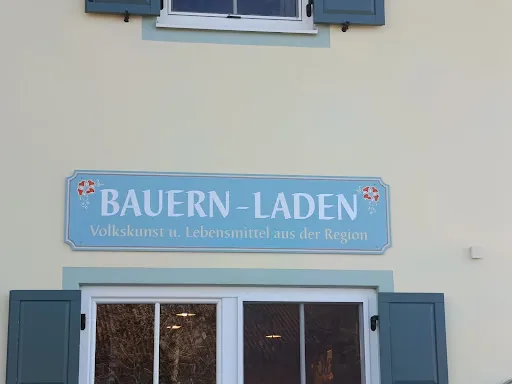 BAUERN - LADEN
Volkskunst u. Lebensmittel aus der Region